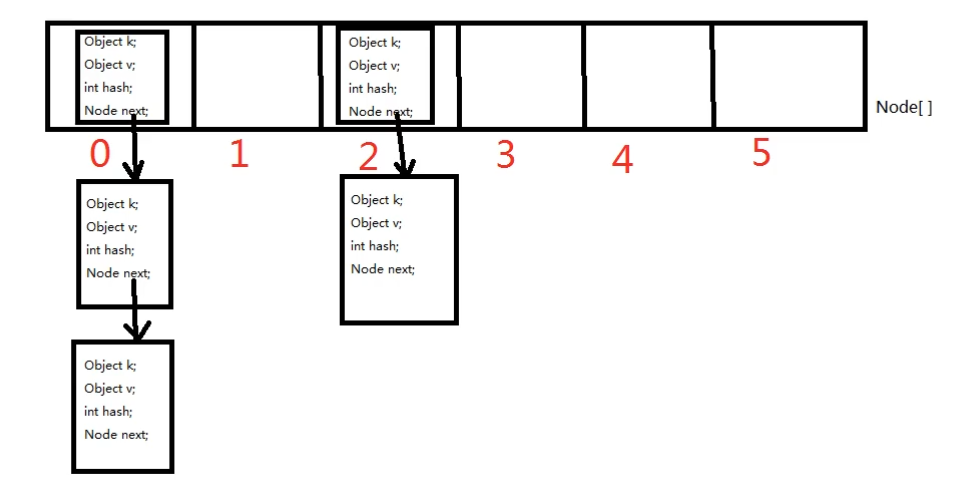 Object k;
Object v;
int hash;
Node next;
Object k;
Object v;
int hash;
Node next;
Node[ ]
0
1
2
3
4
5
Object k;
Object v;
int hash;
Node next;
Object k;
Object v;
int hash;
Node next;
Object k;
Object v;
int hash;
Node next;